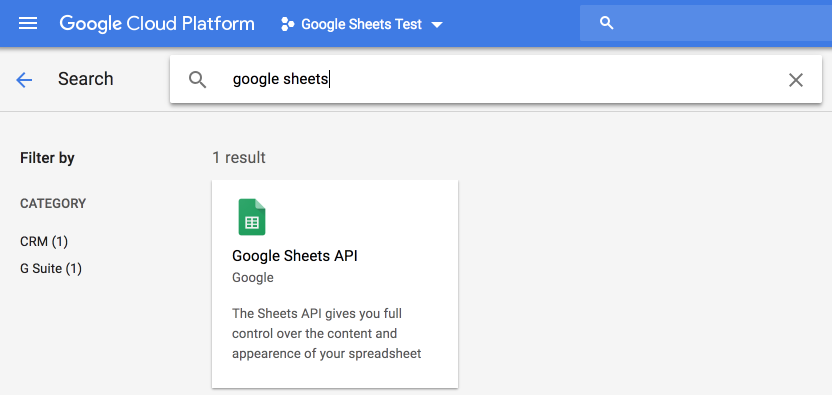 Google Cloud Platform Google Sheets Test
Search google sheets
Filter by
1 result
CATEGORY
CRM (1)
G Suite (1)
Google Sheets API
Google
The Sheets API gives you full
control over the content and
appearence of your spreadsheet